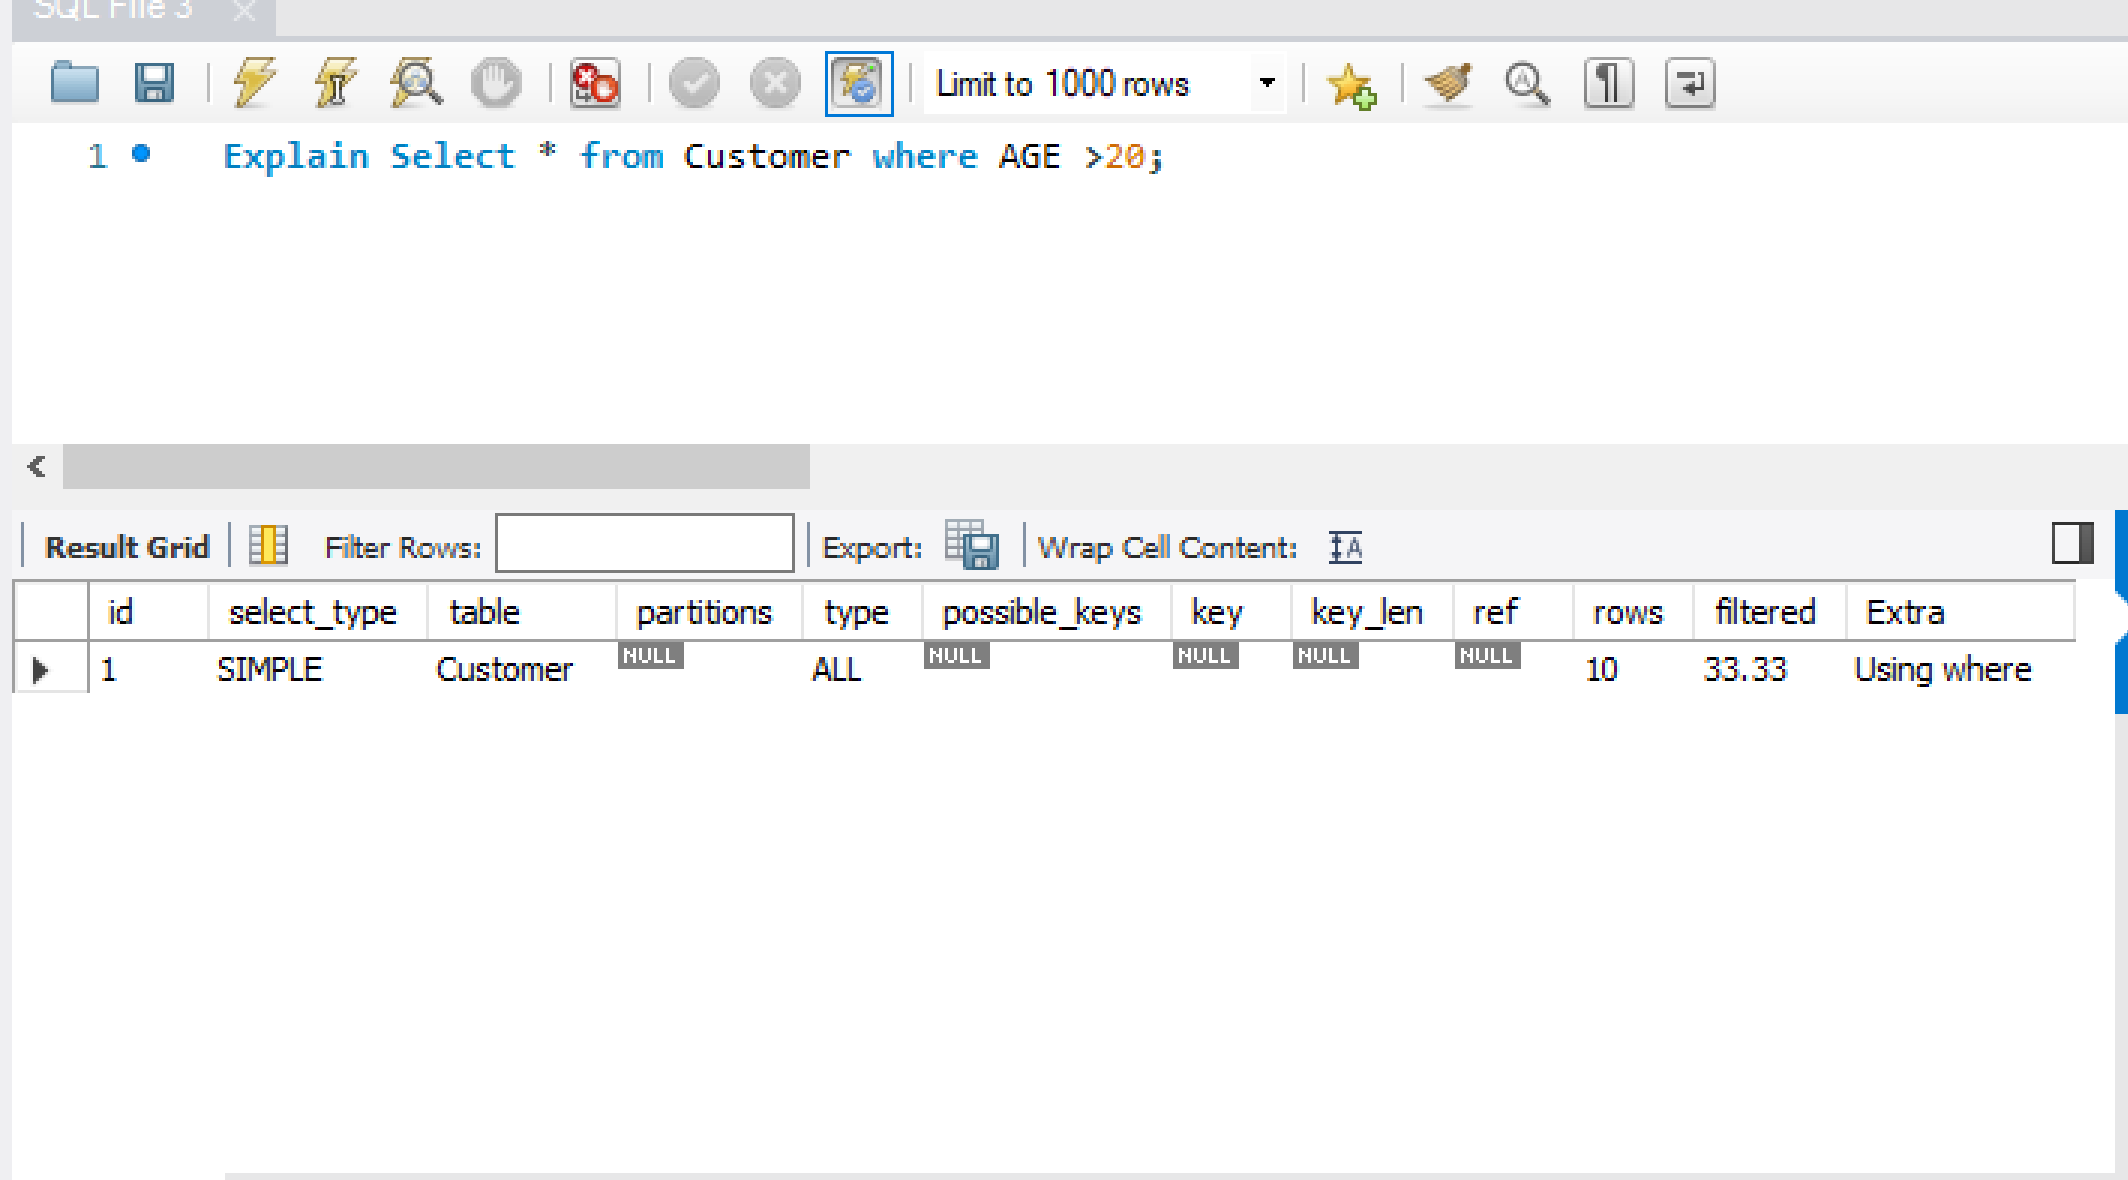 SQL File 3
Limit to 1000 rows
1 Explain Select * from Customer where AGE >20;
Result Grid Filter Rows: Export: Wrap Cell Content: IA
id select_type table partitions type possible_keys key key_len ref rows filtered Extra
1 SIMPLE Customer NULL ALL NULL NULL NULL NULL 10 33.33 Using where